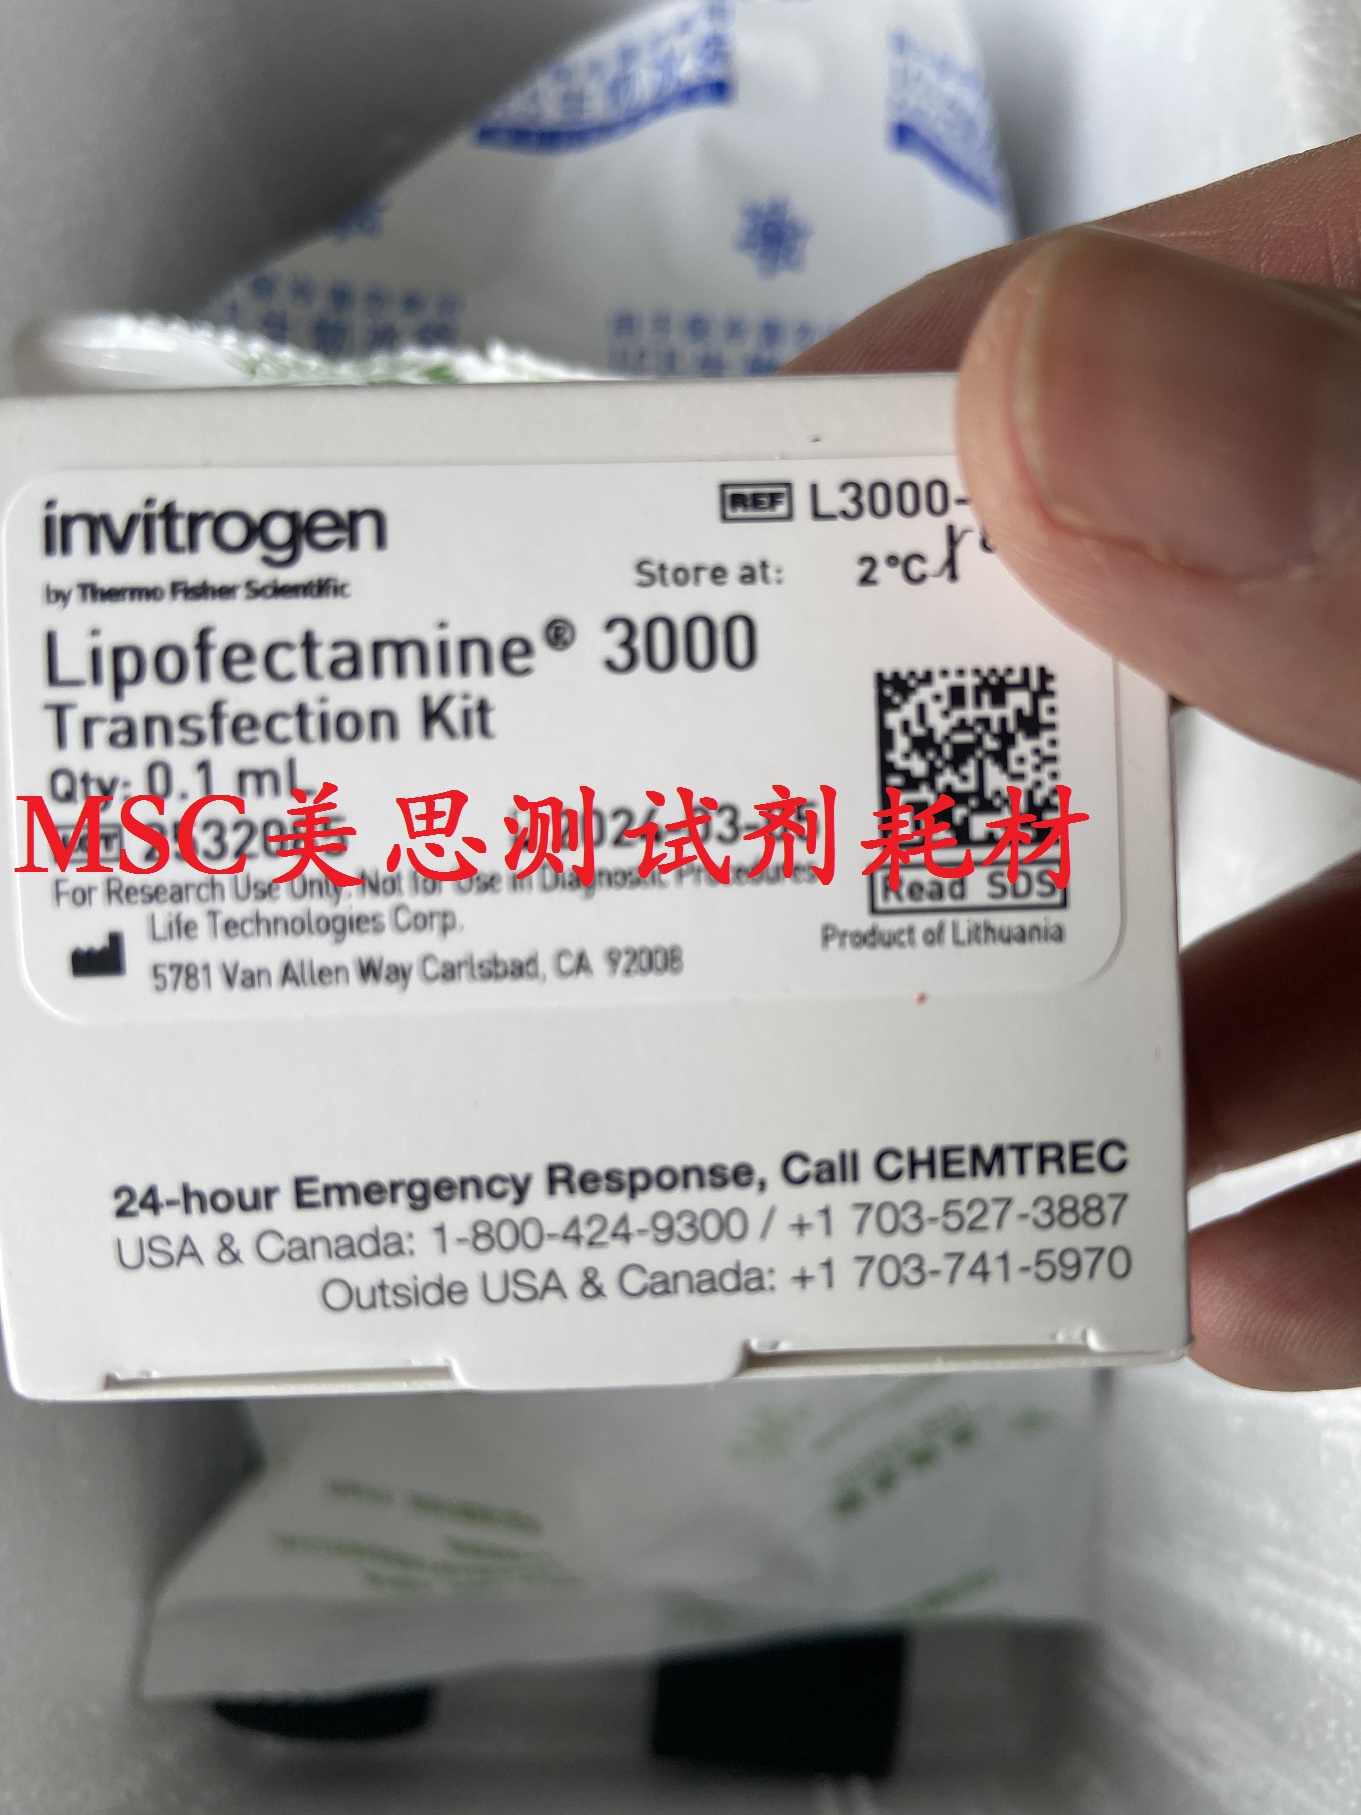 invitrogen
by Thermo Fisher Scientific
REF L3000-
Store at: 2°C
Lipofectamine® 3000
Transfection Kit
Qty: 0.1 mL
MSC美思测试剂耗材
For Research Use Only. Not for Use in Diagnostic Procedures.
Read SDS
Life Technologies Corp.
5781 Van Allen Way Carlsbad, CA 92008
Product of Lithuania
24-hour Emergency Response, Call CHEMTREC
USA & Canada: 1-800-424-9300 / +1 703-527-3887
Outside USA & Canada: +1 703-741-5970